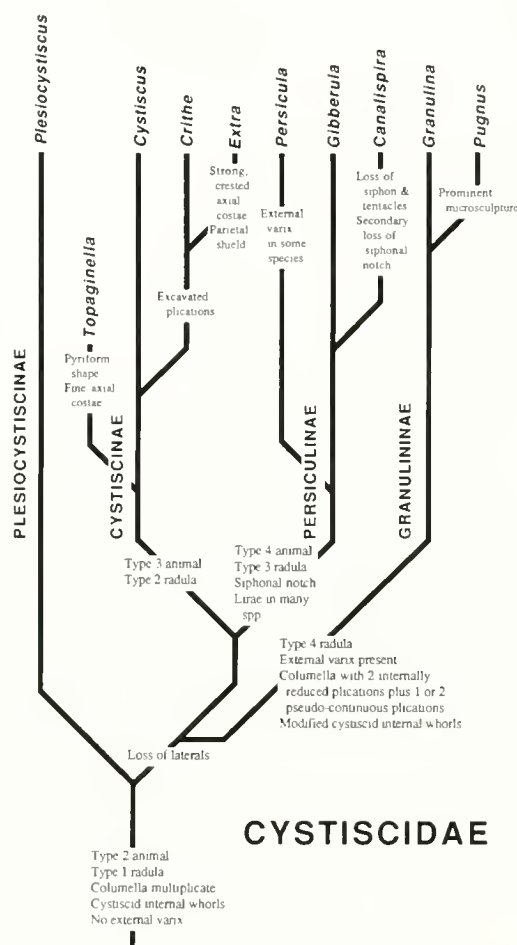 Plesiocystiscus
Cystiscus
Crithe
Extra
Persicula
Gibberula
Canalispira
Granulina
Pugnus
Strong,
crested
axial
costae
Parietal
shield
External
varix
in some
species
Loss of
siphon &
tentacles
Secondary
loss of
siphonal
notch
Prominent
microsculpture
Excavated
plications
Topaginella
Pyriform
shape
Fine axial
costae
PLESIOCYSTISCINAE
CYSTISCINAE
PERSICULINAE
GRANULININAE
Type 3 animal
Type 2 radula
Type 4 animal
Type 3 radula
Siphonal notch
Lirae in many
spp
Type 4 radula
External varix present
Columella with 2 internally
reduced plications plus 1 or 2
pseudo-continuous plications
Modified cystiscid internal whorls
Loss of laterals
CYSTISCIDAE
Type 2 animal
Type 1 radula
Columella multiplicate
Cystiscid internal whorls
No external varix